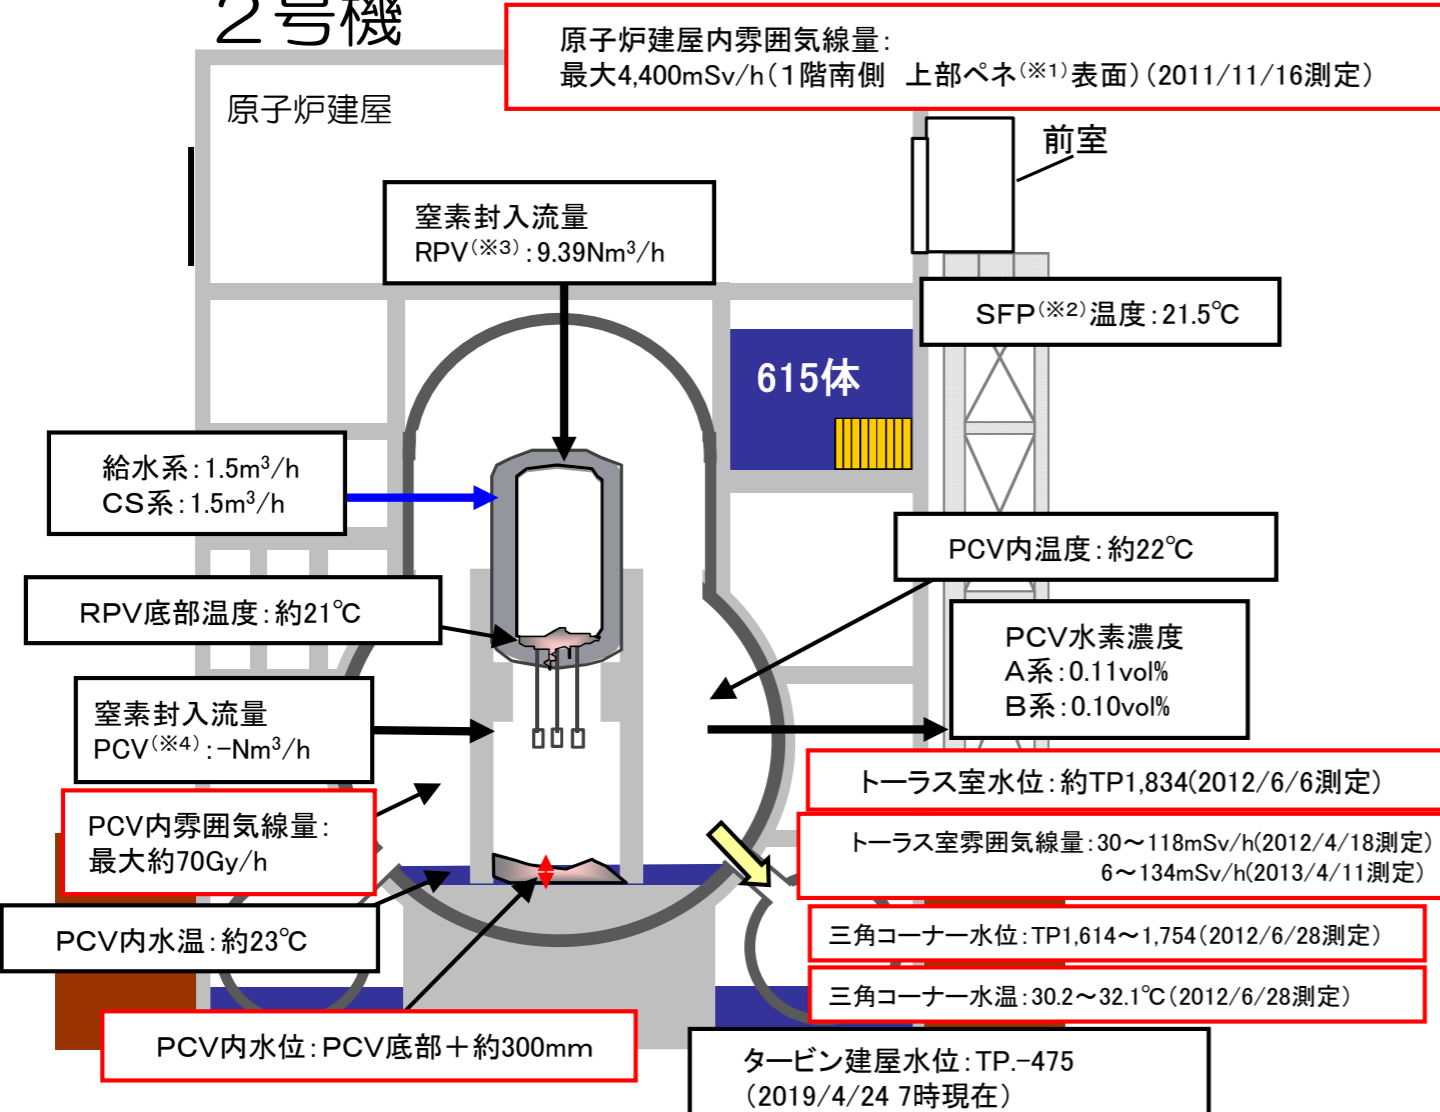 ２号機
原子炉建屋内雰囲気線量：
最大4,400mSv/h（１階南側　上部ペネ(※1)表面）（2011/11/16測定）
原子炉建屋
前室
窒素封入流量
RPV(※3)：9.39Nm³/h
SFP(※2)温度：21.5℃
615体
給水系：1.5m³/h
CS系：1.5m³/h
PCV内温度：約22℃
RPV底部温度：約21℃
PCV水素濃度
A系：0.11vol%
B系：0.10vol%
窒素封入流量
PCV(※4)：-Nm³/h
トーラス室水位：約TP1,834(2012/6/6測定）
PCV内雰囲気線量：
最大約70Gy/h
トーラス室雰囲気線量：30～118mSv/h(2012/4/18測定）
6～134mSv/h(2013/4/11測定）
PCV内水温：約23℃
三角コーナー水位：TP1,614～1,754（2012/6/28測定）
三角コーナー水温：30.2～32.1℃（2012/6/28測定）
PCV内水位：PCV底部＋約300mm
タービン建屋水位：TP.-475
（2019/4/24 7時現在）